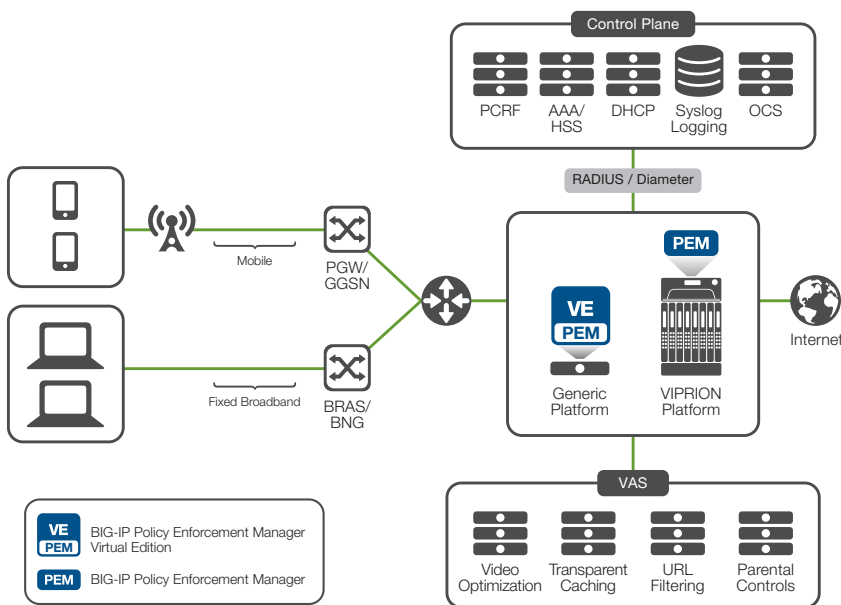 Control Plane
PCRF
AAA/
HSS
DHCP
Syslog
Logging
OCS
RADIUS / Diameter
Mobile
PGW/
GGSN
PEM
VE
PEM
Generic
Platform
VIPRION
Platform
Internet
Fixed Broadband
BRAS/
BNG
VAS
Video
Optimization
Transparent
Caching
URL
Filtering
Parental
Controls
VE
PEM
BIG-IP Policy Enforcement Manager
Virtual Edition
PEM
BIG-IP Policy Enforcement Manager